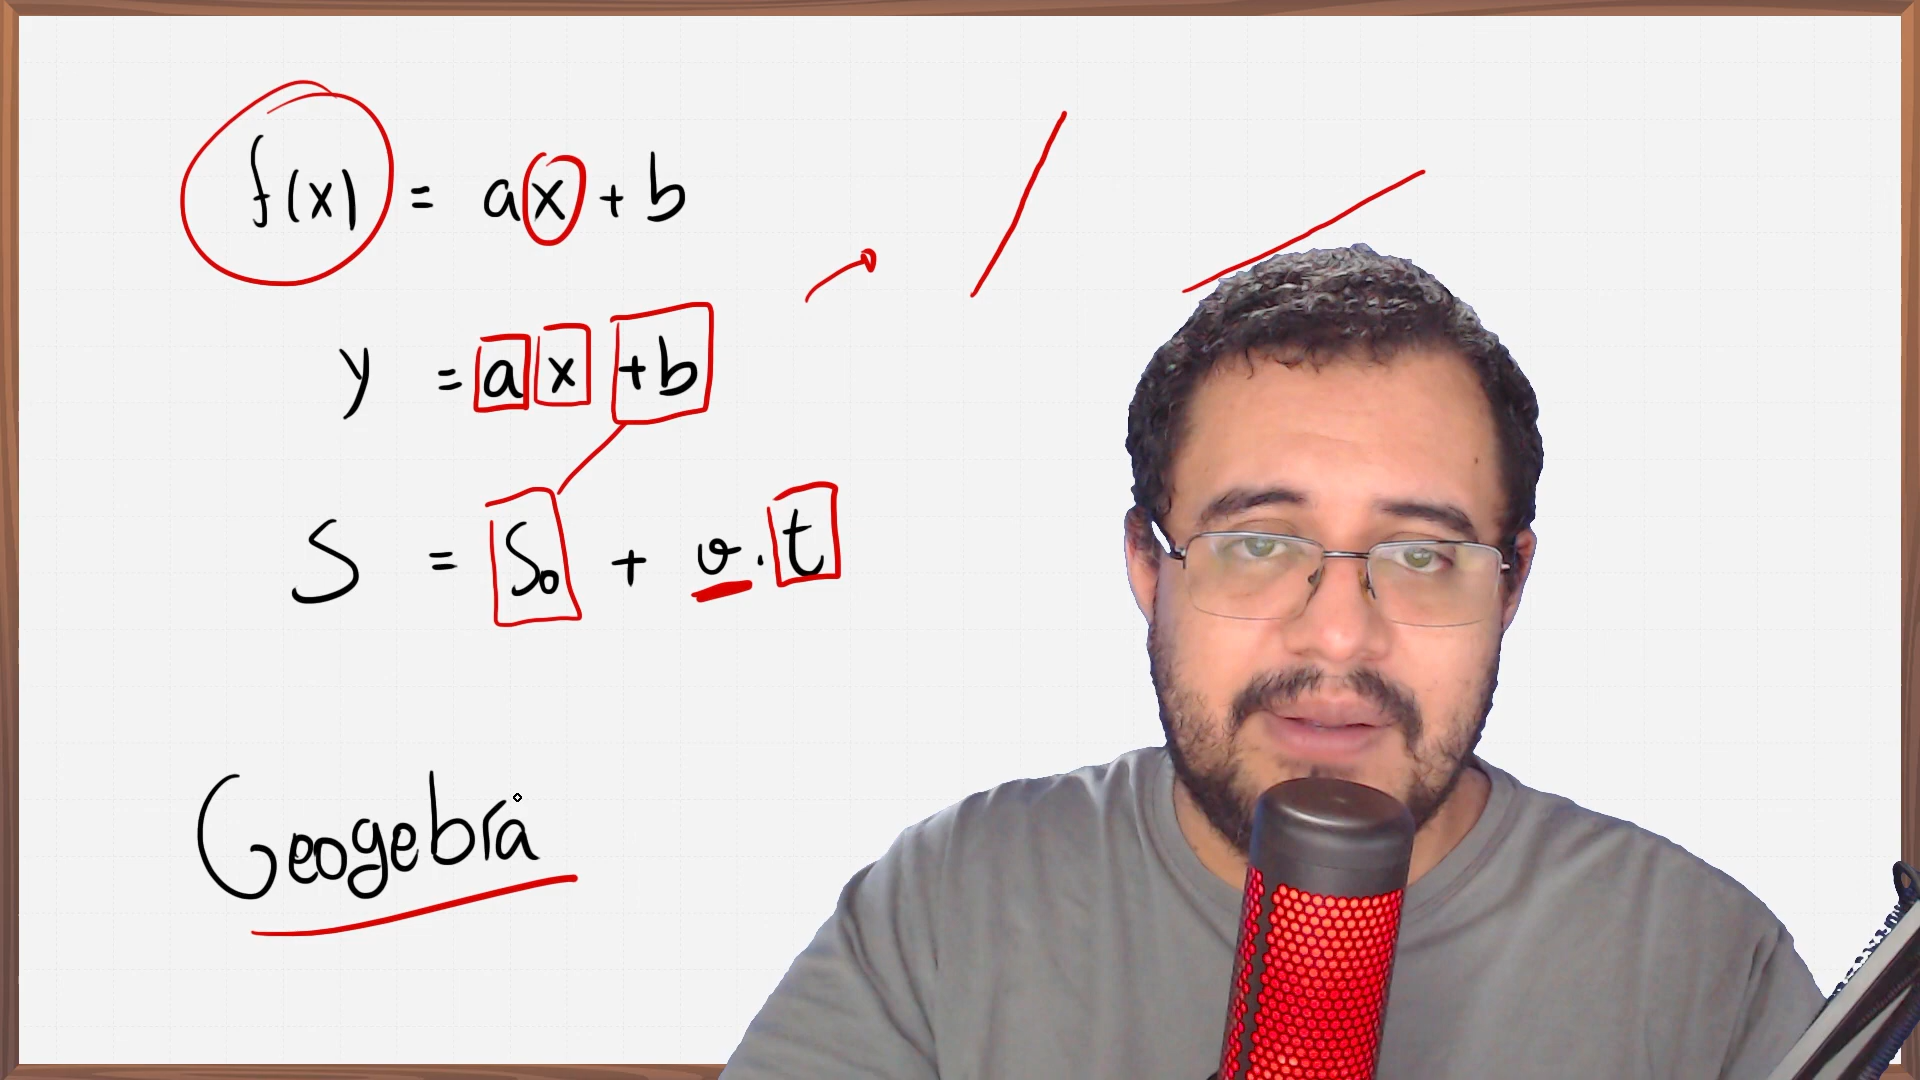 f(x) = ax + b
y = ax + b
S = S₀ + v.t
Geogebra